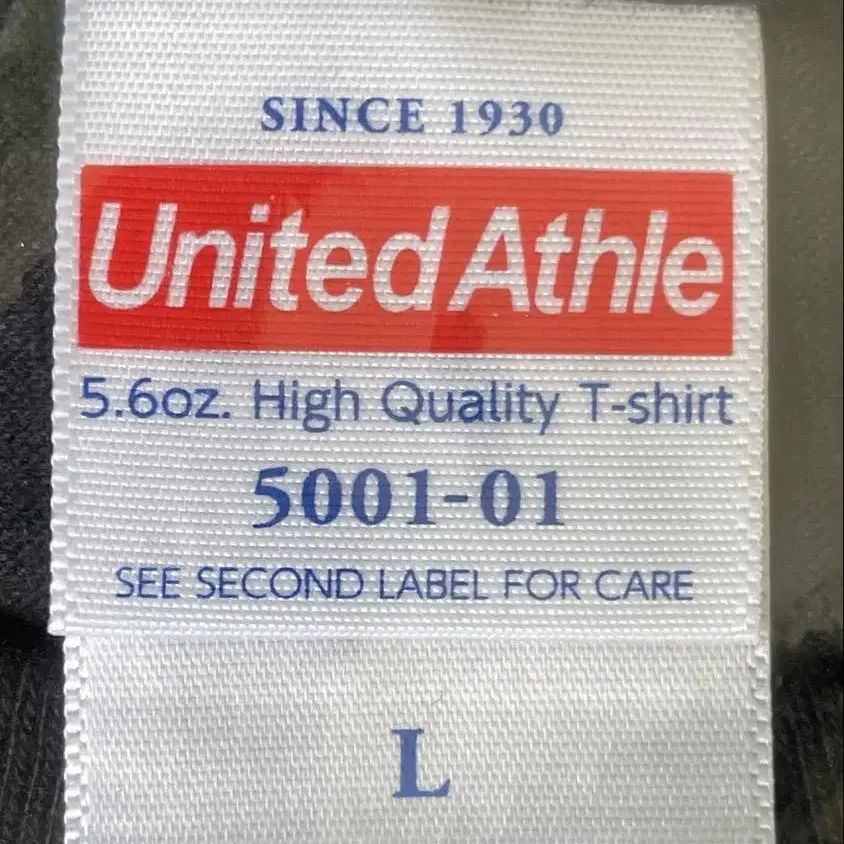 SINCE 1930
United Athle
5.6oz. High Quality T-shirt
5001-01
SEE SECOND LABEL FOR CARE
L